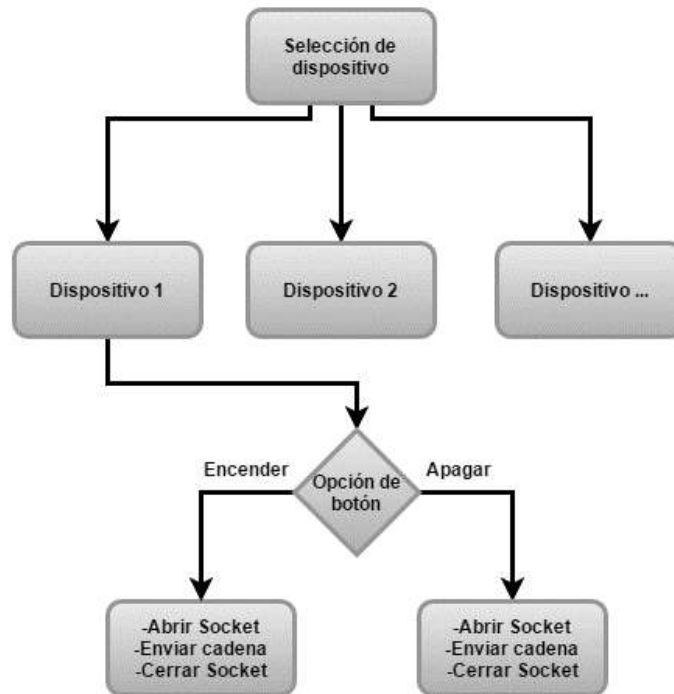 Selección de
dispositivo
Dispositivo 1
Dispositivo 2
Dispositivo ...
Encender
Apagar
Opción de
botón
-Abrir Socket
-Enviar cadena
-Cerrar Socket
-Abrir Socket
-Enviar cadena
-Cerrar Socket